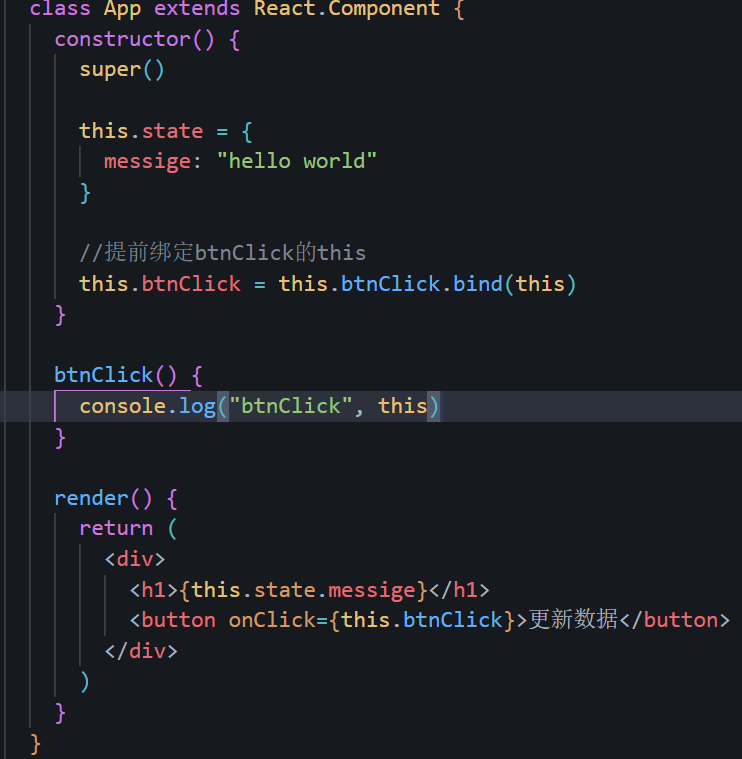 class App extends React.Component {
constructor() {
super()
this.state = {
messige: "hello world"
}
//提前绑定btnClick的this
this.btnClick = this.btnClick.bind(this)
}
btnClick() {
console.log("btnClick", this)
}
render() {
return (
<div>
<h1>{this.state.messige}</h1>
<button onClick={this.btnClick}>更新数据</button>
</div>
)
}
}